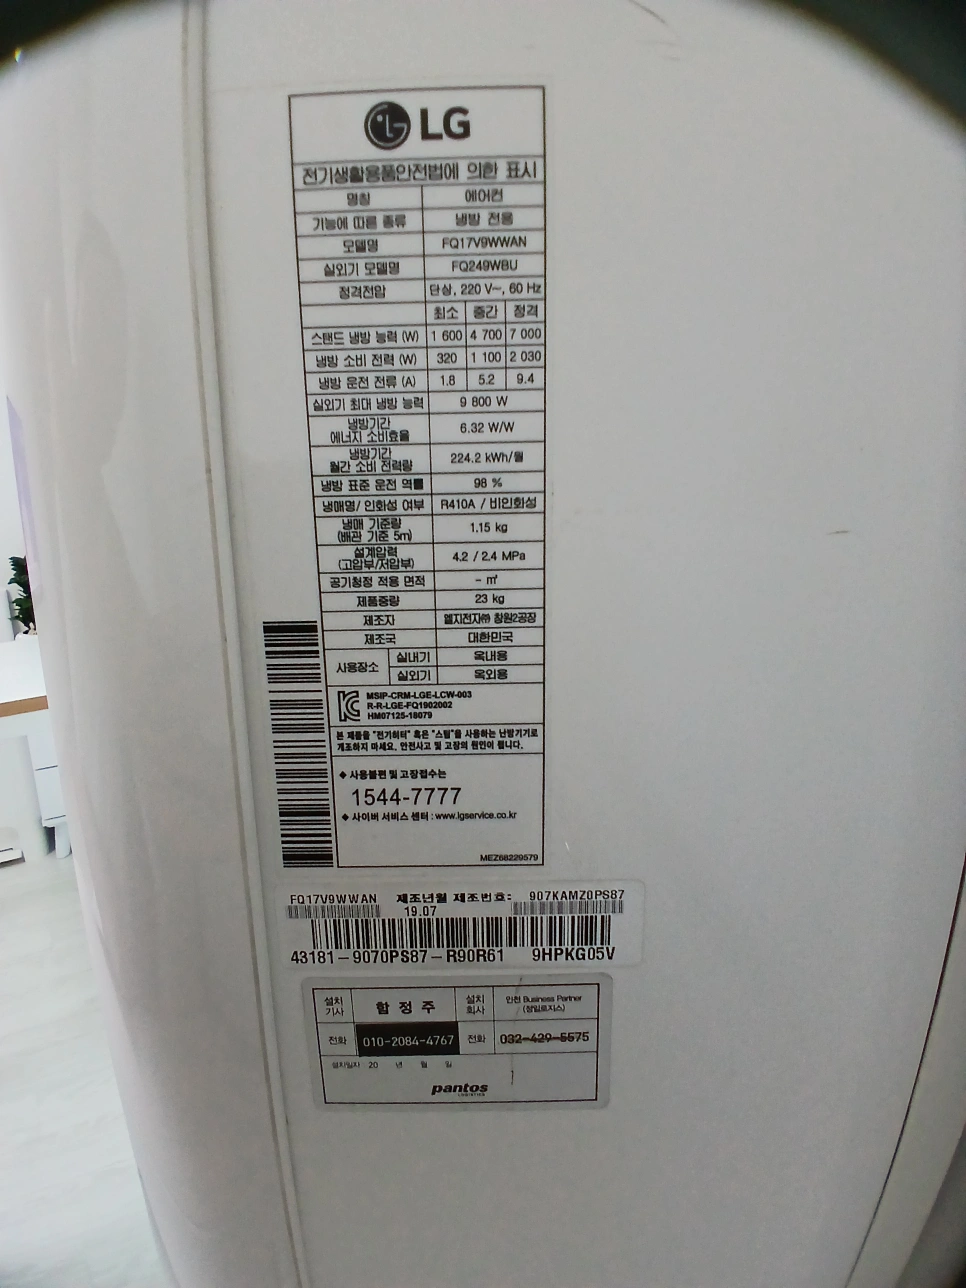 LG
전기생활용품안전법에 의한 표시
명칭 에어컨
기능에 따른 종류 냉방 전용
모델명 FQ17V9WWAN
실외기 모델명 FQ249WBU
정격전압 단상, 220 V~, 60 Hz
최소 중간 정격
스탠드 냉방 능력 (W) 1 600 4 700 7 000
냉방 소비 전력 (W) 320 1 100 2 030
냉방 운전 전류 (A) 1.8 5.2 9.4
실외기 최대 냉방 능력 9 800 W
냉방기간
에너지 소비효율 6.32 W/W
냉방기간
월간 소비 전력량 224.2 kWh/월
냉방 표준 운전 역률 98 %
냉매명/ 인화성 여부 R410A / 비인화성
냉매 기준량
(배관 기준 5m) 1.15 kg
설계압력
(고압부/저압부) 4.2 / 2.4 MPa
공기청정 적용 면적 - ㎡
제품중량 23 kg
제조자 엘지전자㈜ 창원2공장
제조국 대한민국
사용장소 실내기 옥내용
실외기 옥외용
MSIP-CRM-LGE-LCW-003
R-R-LGE-FQ1902002
HM07125-18079
본 제품을 "전기히터" 혹은 "스팀"을 사용하는 난방기기로
개조하지 마세요. 안전사고 및 고장의 원인이 됩니다.
◆ 사용불편 및 고장접수는
1544-7777
◆ 사이버 서비스 센터 : www.lgservice.co.kr
MEZ68229579
FQ17V9WWAN 제조년월 제조번호: 907KAMZ0PS87
19.07
43181-9070PS87-R90R61 9HPKG05V
설치
기사 함 정 주 설치
회사 인천 Business Partner
(정일로지스)
전화 010-2084-4767 전화 032-429-5575
설치일자 20 년 월 일
pantos
LOGISTICS